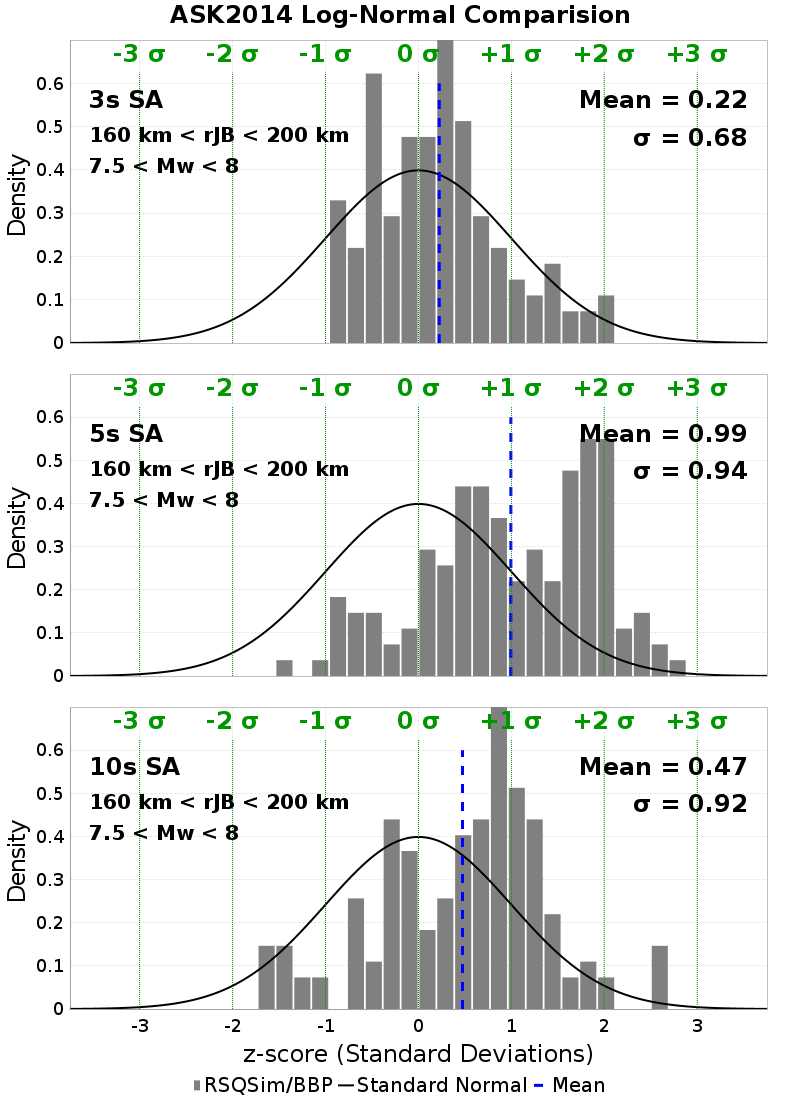 ASK2014 Log-Normal Comparision
-3 σ -2 σ -1 σ 0 σ +1 σ +2 σ +3 σ
3s SA
Mean = 0.22
160 km < rJB < 200 km
σ = 0.68
7.5 < Mw < 8
Density
0.6
0.5
0.4
0.3
0.2
0.1
0
-3 σ -2 σ -1 σ 0 σ +1 σ +2 σ +3 σ
5s SA
Mean = 0.99
160 km < rJB < 200 km
σ = 0.94
7.5 < Mw < 8
Density
0.6
0.5
0.4
0.3
0.2
0.1
0
-3 σ -2 σ -1 σ 0 σ +1 σ +2 σ +3 σ
10s SA
Mean = 0.47
160 km < rJB < 200 km
σ = 0.92
7.5 < Mw < 8
Density
0.6
0.5
0.4
0.3
0.2
0.1
0
-3 -2 -1 0 1 2 3
z-score (Standard Deviations)
RSQSim/BBP Standard Normal Mean